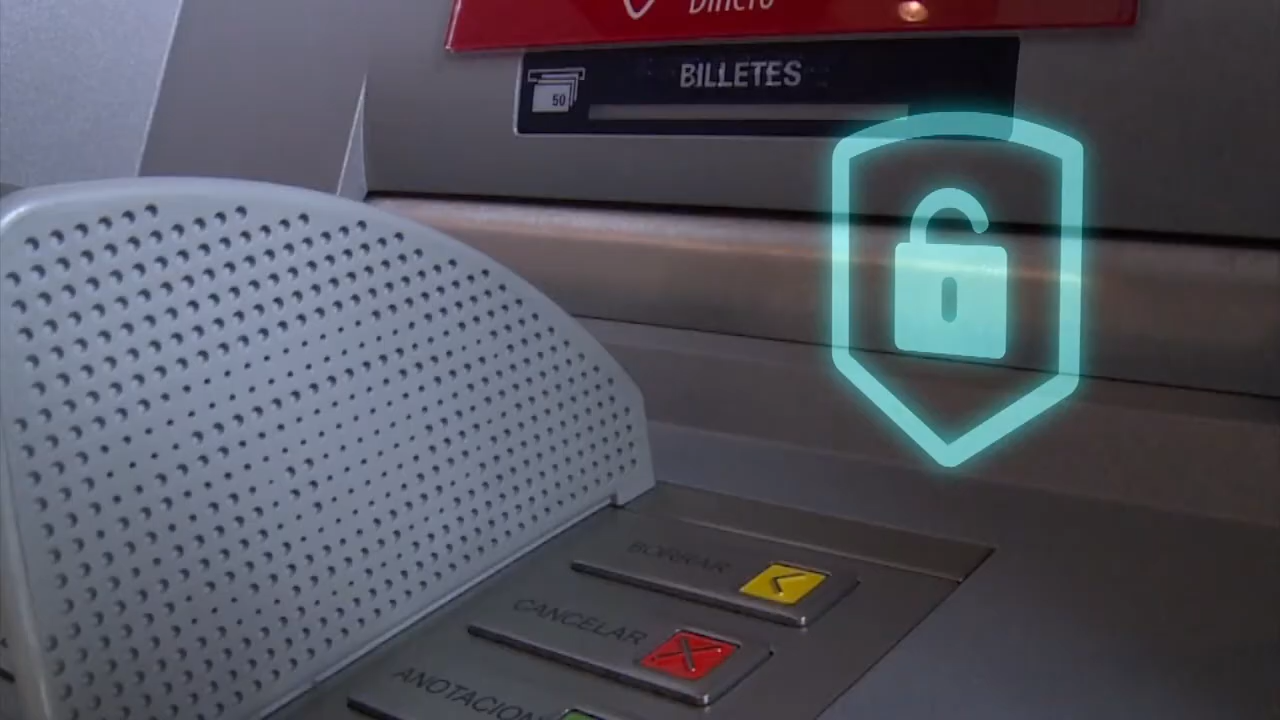 Dinero
BILLETES
50
BORRAR
CANCELAR
ANOTACION